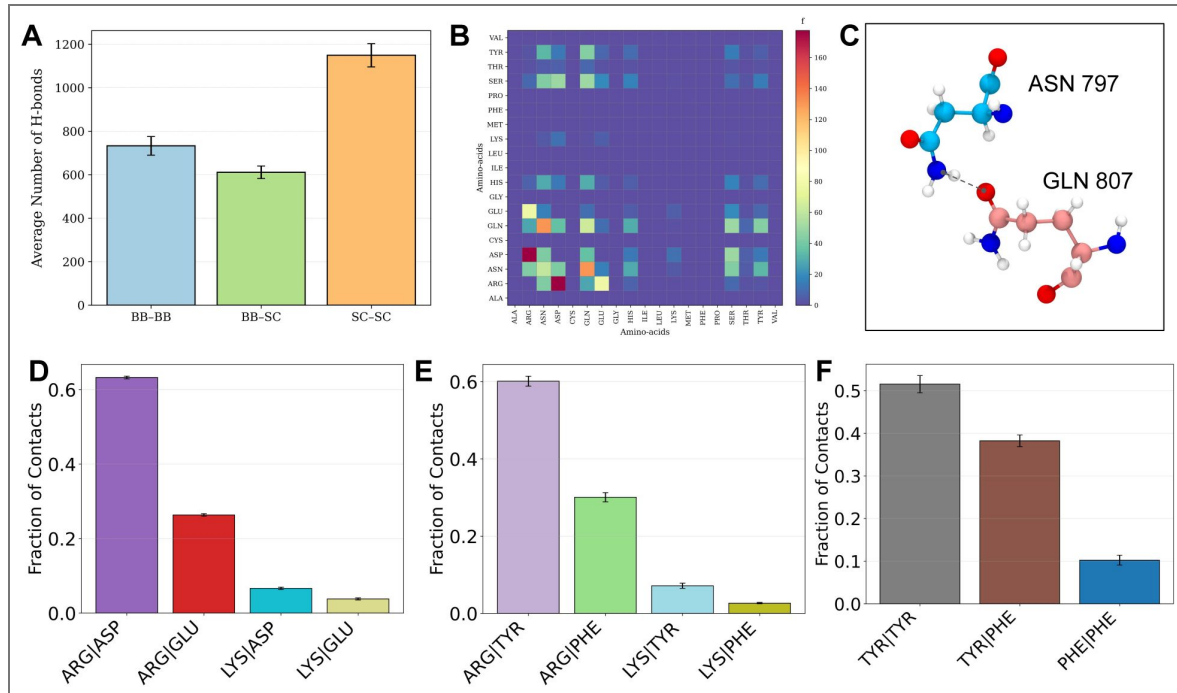 A
Average Number of H-bonds
1200
1000
800
600
400
200
0
BB–BB
BB–SC
SC–SC
B
f
Amino-acids
VAL
TYR
THR
SER
PRO
PHE
MET
LYS
LEU
ILE
HIS
GLY
GLU
GLN
CYS
ASP
ASN
ARG
ALA
ALA
ARG
ASN
ASP
CYS
GLN
GLU
GLY
HIS
ILE
LEU
LYS
MET
PHE
PRO
SER
THR
TYR
VAL
Amino-acids
160
140
120
100
80
60
40
20
0
C
ASN 797
GLN 807
D
Fraction of Contacts
0.6
0.4
0.2
0.0
ARG|ASP
ARG|GLU
LYS|ASP
LYS|GLU
E
Fraction of Contacts
0.6
0.4
0.2
0.0
ARG|TYR
ARG|PHE
LYS|TYR
LYS|PHE
F
Fraction of Contacts
0.5
0.4
0.3
0.2
0.1
0.0
TYR|TYR
TYR|PHE
PHE|PHE